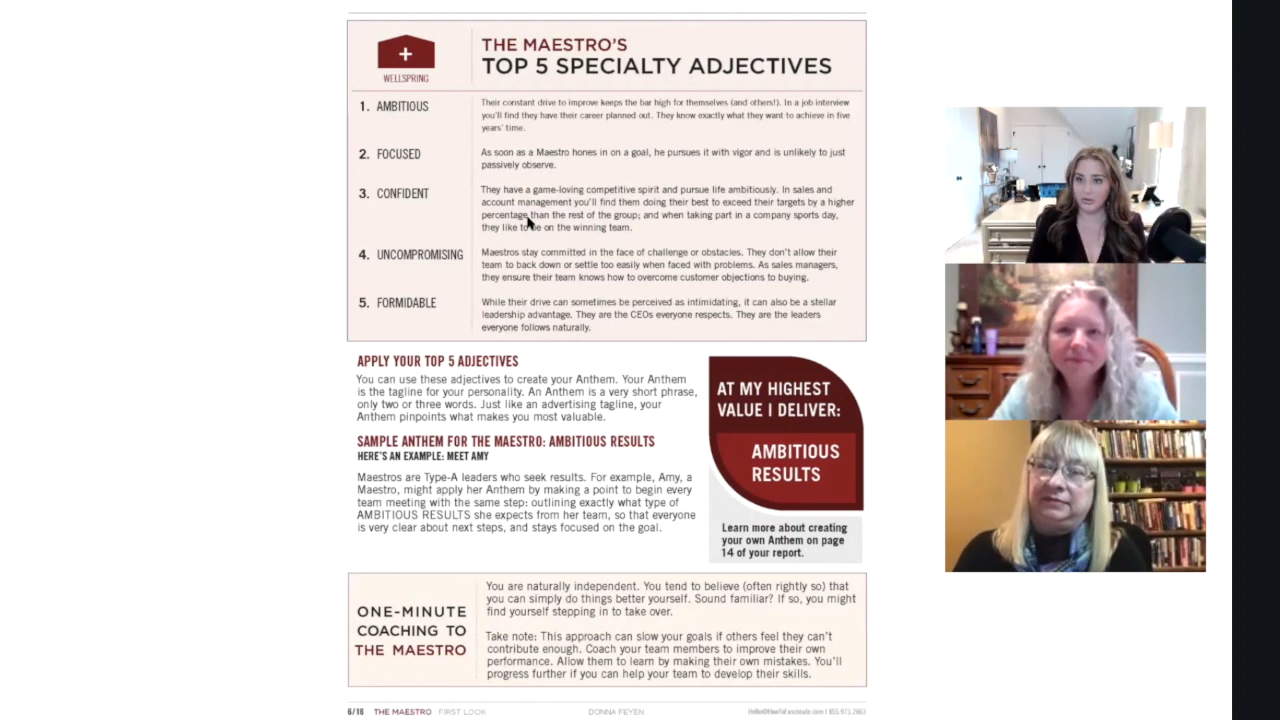 THE MAESTRO'S
TOP 5 SPECIALTY ADJECTIVES
WELLSPRING
1. AMBITIOUS
Their constant drive to improve keeps the bar high for themselves (and others!). In a job interview
you'll find they have their career planned out. They know exactly what they want to achieve in five
years' time.
2. FOCUSED
As soon as a Maestro hones in on a goal, he pursues it with vigor and is unlikely to just
passively observe.
3. CONFIDENT
They have a game-loving competitive spirit and pursue life ambitiously. In sales and
account management you'll find them doing their best to exceed their targets by a higher
percentage than the rest of the group; and when taking part in a company sports day,
they like to be on the winning team.
4. UNCOMPROMISING
Maestros stay committed in the face of challenge or obstacles. They don't allow their
team to back down or settle too easily when faced with problems. As sales managers,
they ensure their team knows how to overcome customer objections to buying.
5. FORMIDABLE
While their drive can sometimes be perceived as intimidating, it can also be a stellar
leadership advantage. They are the CEOs everyone respects. They are the leaders
everyone follows naturally.
APPLY YOUR TOP 5 ADJECTIVES
You can use these adjectives to create your Anthem. Your Anthem
is the tagline for your personality. An Anthem is a very short phrase,
only two or three words. Just like an advertising tagline, your
Anthem pinpoints what makes you most valuable.
SAMPLE ANTHEM FOR THE MAESTRO: AMBITIOUS RESULTS
HERE'S AN EXAMPLE: MEET AMY
Maestros are Type-A leaders who seek results. For example, Amy, a
Maestro, might apply her Anthem by making a point to begin every
team meeting with the same step: outlining exactly what type of
AMBITIOUS RESULTS she expects from her team, so that everyone
is very clear about next steps, and stays focused on the goal.
AT MY HIGHEST
VALUE I DELIVER:
AMBITIOUS
RESULTS
Learn more about creating
your own Anthem on page
14 of your report.
ONE-MINUTE
COACHING TO
THE MAESTRO
You are naturally independent. You tend to believe (often rightly so) that
you can simply do things better yourself. Sound familiar? If so, you might
find yourself stepping in to take over.
Take note: This approach can slow your goals if others feel they can't
contribute enough. Coach your team members to improve their own
performance. Allow them to learn by making their own mistakes. You'll
progress further if you can help your team to develop their skills.
6/16 THE MAESTRO FIRST LOOK
DONNA FEYEN
Hello@HowToFascinate.com | 855.973.2663